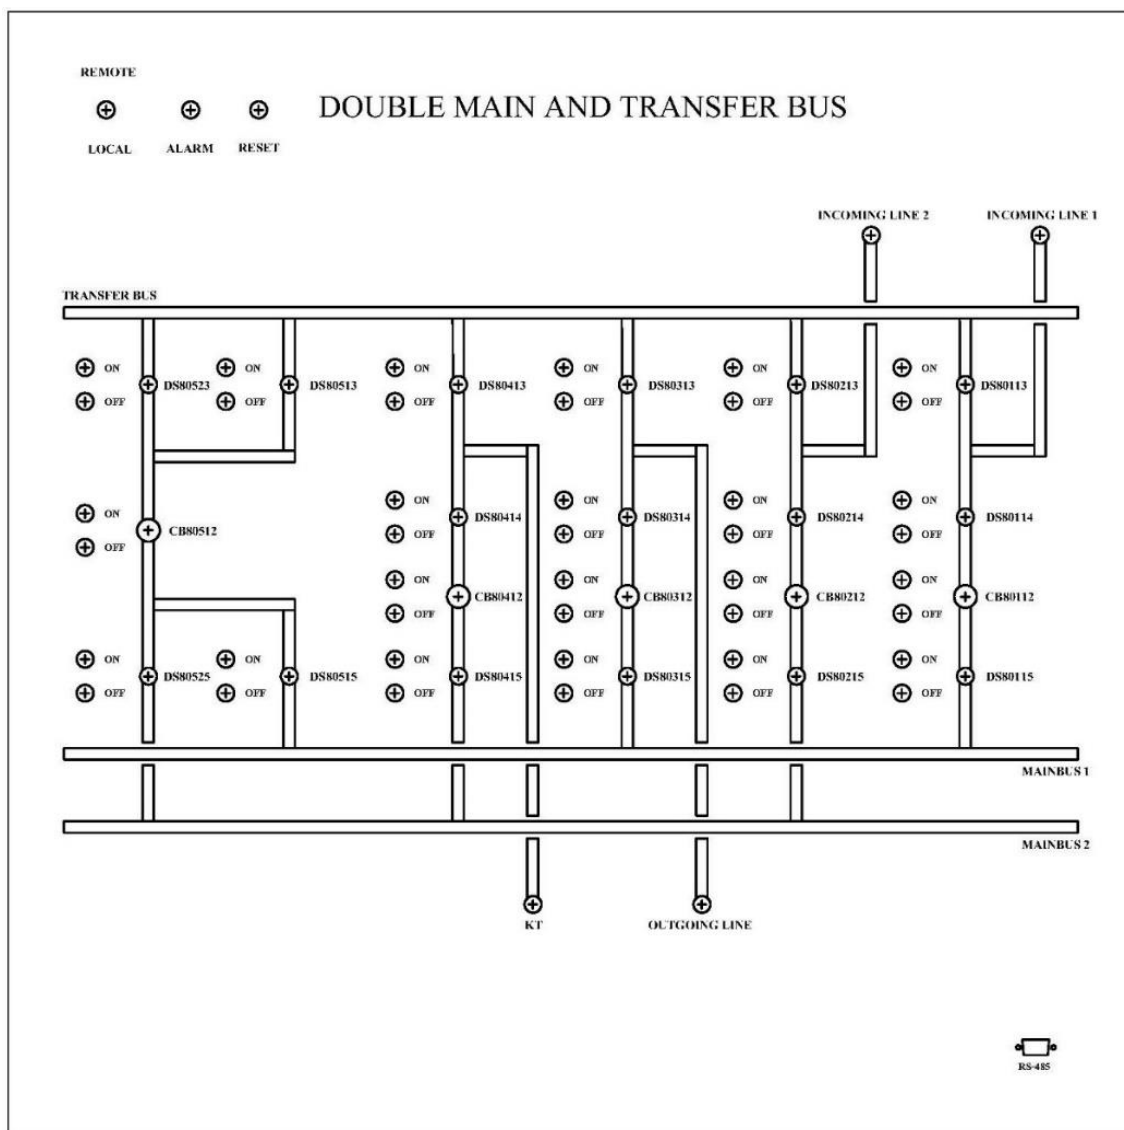 REMOTE
DOUBLE MAIN AND TRANSFER BUS
LOCAL ALARM RESET
INCOMING LINE 2 INCOMING LINE 1
TRANSFER BUS
ON ON ON ON ON ON
DS80523 DS80513 DS80413 DS80313 DS80213 DS80113
OFF OFF OFF OFF OFF OFF
ON ON ON ON ON
DS80414 DS80314 DS80214 DS80114
CB80512
OFF OFF OFF OFF OFF
ON ON ON ON
CB80412 CB80312 CB80212 CB80112
OFF OFF OFF OFF
ON ON ON ON ON ON
DS80525 DS80515 DS80415 DS80315 DS80215 DS80115
OFF OFF OFF OFF OFF OFF
MAINBUS 1
MAINBUS 2
KT OUTGOING LINE
RS-485